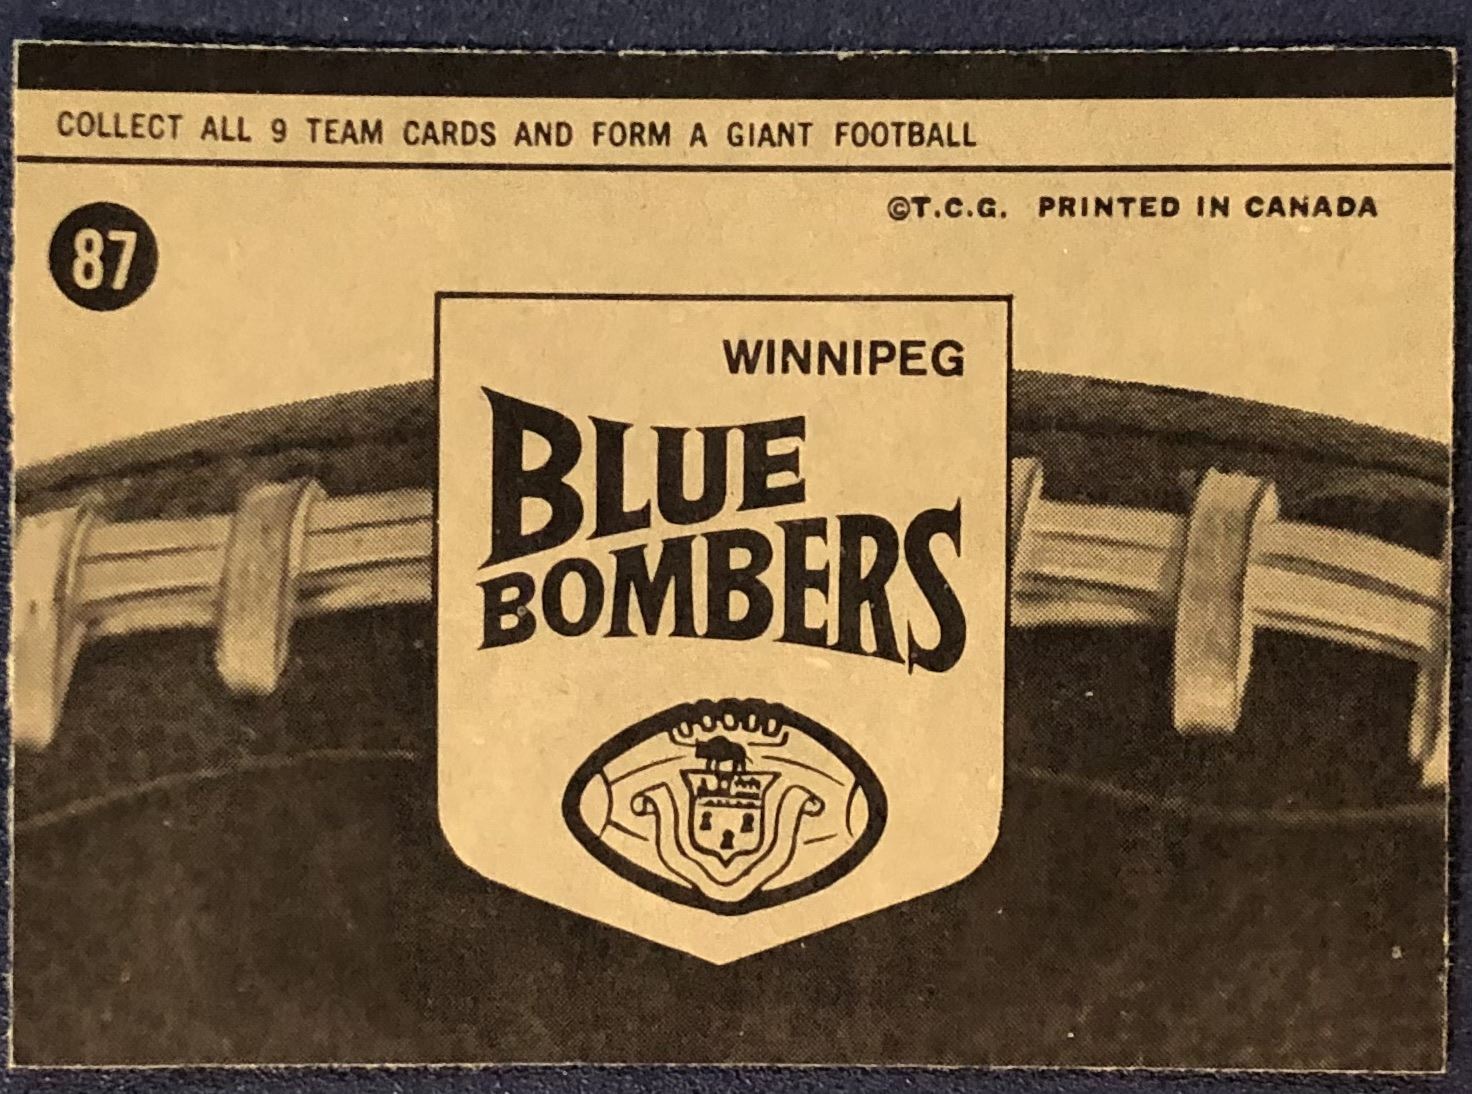 COLLECT ALL 9 TEAM CARDS AND FORM A GIANT FOOTBALL
©T.C.G. PRINTED IN CANADA
87
WINNIPEG
BLUE
BOMBERS